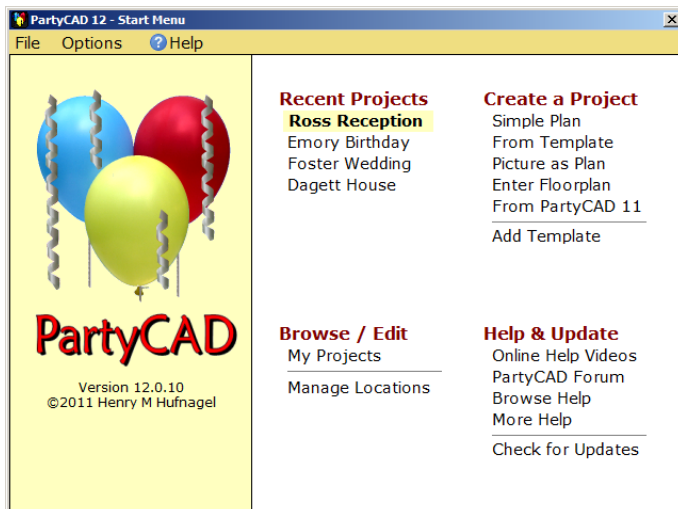 PartyCAD 12 - Start Menu
File Options Help
Recent Projects
Ross Reception
Emory Birthday
Foster Wedding
Dagett House
Create a Project
Simple Plan
From Template
Picture as Plan
Enter Floorplan
From PartyCAD 11
Add Template
PartyCAD
Version 12.0.10
©2011 Henry M Hufnagel
Browse / Edit
My Projects
Manage Locations
Help & Update
Online Help Videos
PartyCAD Forum
Browse Help
More Help
Check for Updates